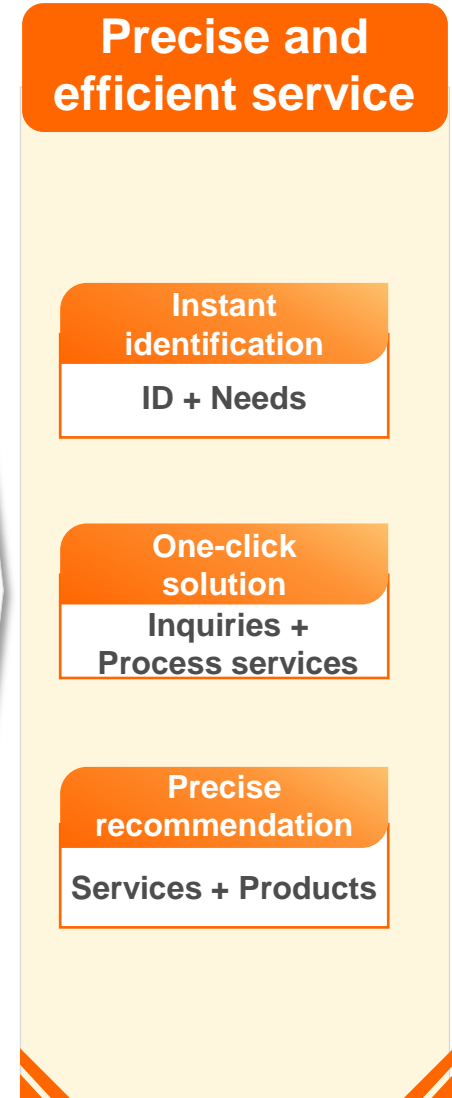 Precise and
efficient service
Instant
identification
ID + Needs
One-click
solution
Inquiries +
Process services
Precise
recommendation
Services + Products